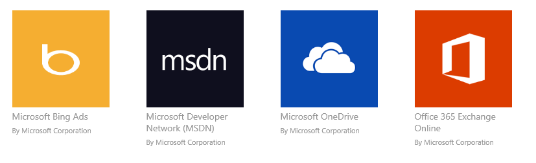 b
msdn
Microsoft Bing Ads
By Microsoft Corporation
Microsoft Developer
Network (MSDN)
By Microsoft Corporation
Microsoft OneDrive
By Microsoft Corporation
Office 365 Exchange
Online
By Microsoft Corporation